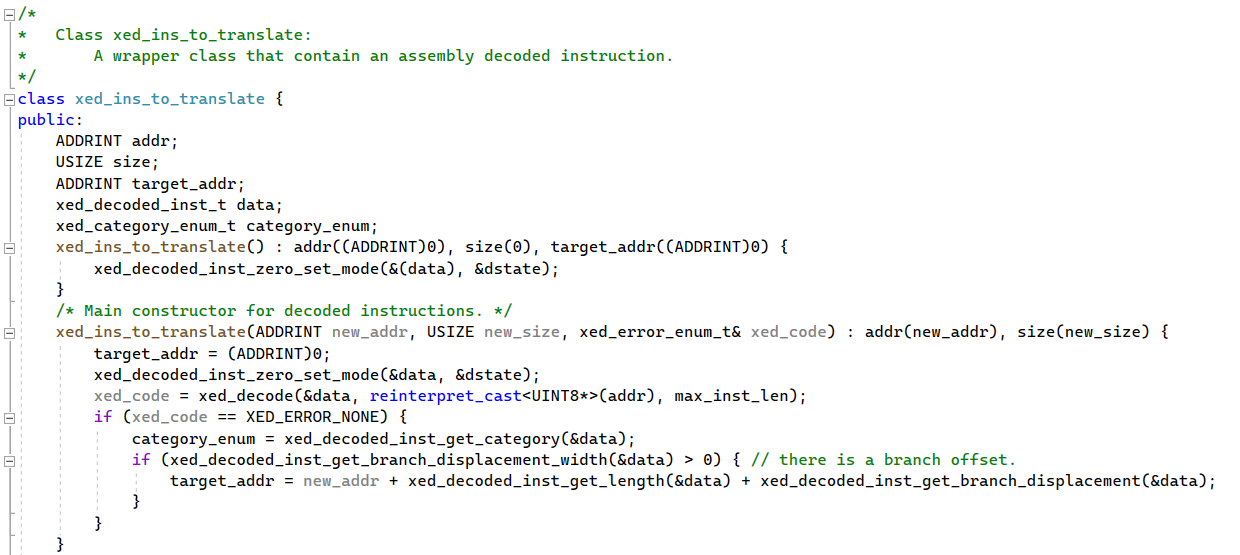 /*
*   Class xed_ins_to_translate:
*       A wrapper class that contain an assembly decoded instruction.
*/
class xed_ins_to_translate {
public:
    ADDRINT addr;
    USIZE size;
    ADDRINT target_addr;
    xed_decoded_inst_t data;
    xed_category_enum_t category_enum;
    xed_ins_to_translate() : addr((ADDRINT)0), size(0), target_addr((ADDRINT)0) {
        xed_decoded_inst_zero_set_mode(&(data), &dstate);
    }
    /* Main constructor for decoded instructions. */
    xed_ins_to_translate(ADDRINT new_addr, USIZE new_size, xed_error_enum_t& xed_code) : addr(new_addr), size(new_size) {
        target_addr = (ADDRINT)0;
        xed_decoded_inst_zero_set_mode(&data, &dstate);
        xed_code = xed_decode(&data, reinterpret_cast<UINT8*>(addr), max_inst_len);
        if (xed_code == XED_ERROR_NONE) {
            category_enum = xed_decoded_inst_get_category(&data);
            if (xed_decoded_inst_get_branch_displacement_width(&data) > 0) { // there is a branch offset.
                target_addr = new_addr + xed_decoded_inst_get_length(&data) + xed_decoded_inst_get_branch_displacement(&data);
            }
        }
    }